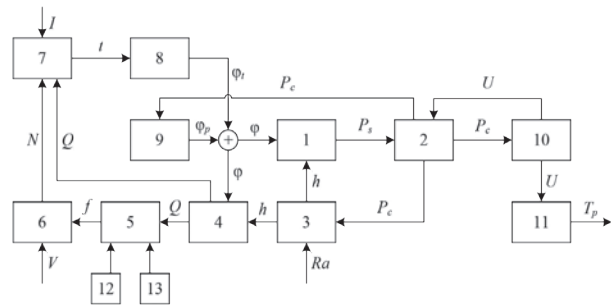 I
7 t 8
φt
Pc
U
9 φp + φ 1 Ps 2 Pc 10
N Q φ h U
6 f 5 Q 4 h 3 Pc 11 Tp
V 12 13 Ra